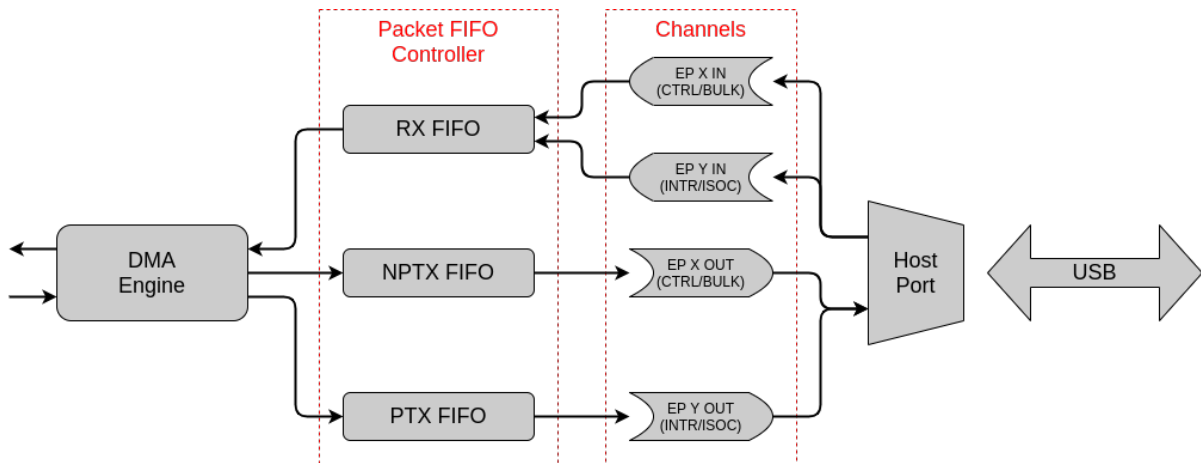 Packet FIFO
Controller
Channels
EP X IN
(CTRL/BULK)
RX FIFO
EP Y IN
(INTR/ISOC)
DMA
Engine
NPTX FIFO
EP X OUT
(CTRL/BULK)
Host
Port
USB
PTX FIFO
EP Y OUT
(INTR/ISOC)